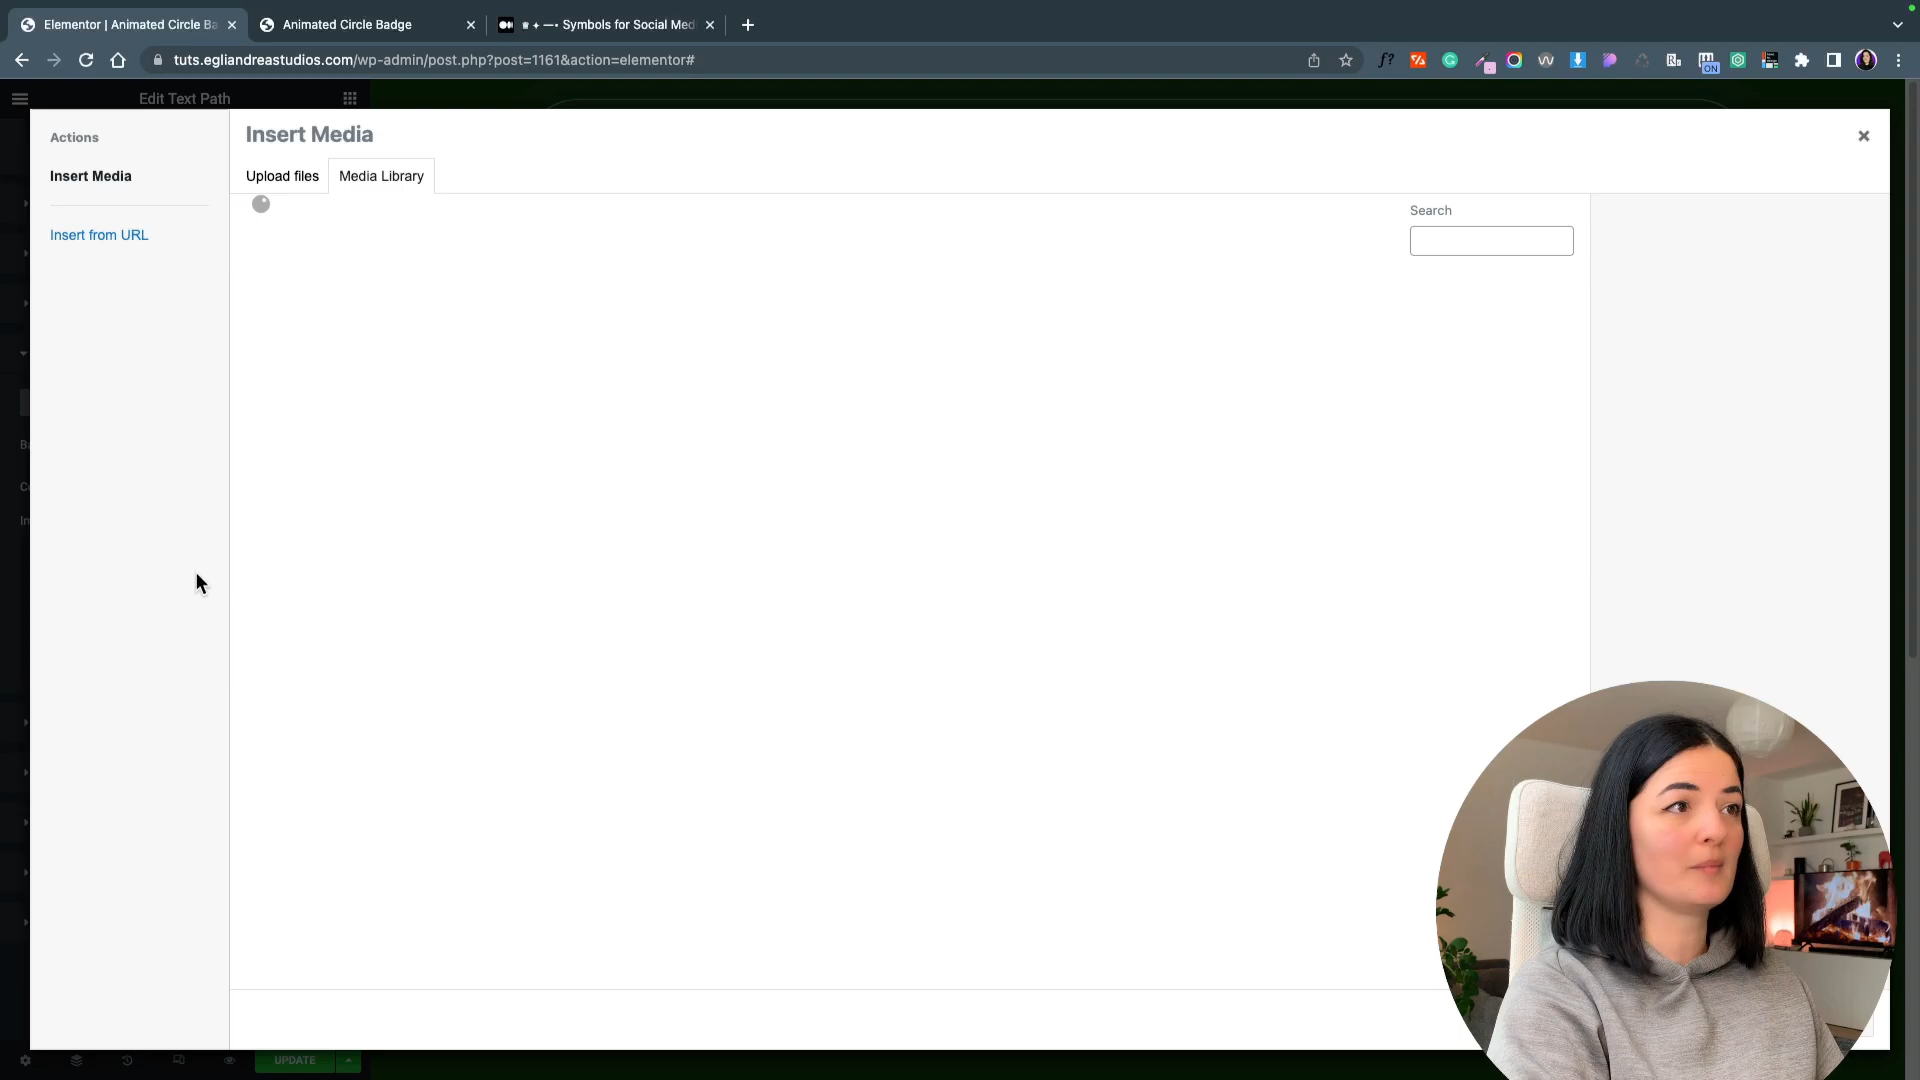 Elementor | Animated Circle Ba
Animated Circle Badge
Symbols for Social Med
tuts.egliandreastudios.com/wp-admin/post.php?post=1161&action=elementor#
ON
Edit Text Path
Actions
Insert Media
Insert from URL
Insert Media
Upload files
Media Library
Search
UPDATE